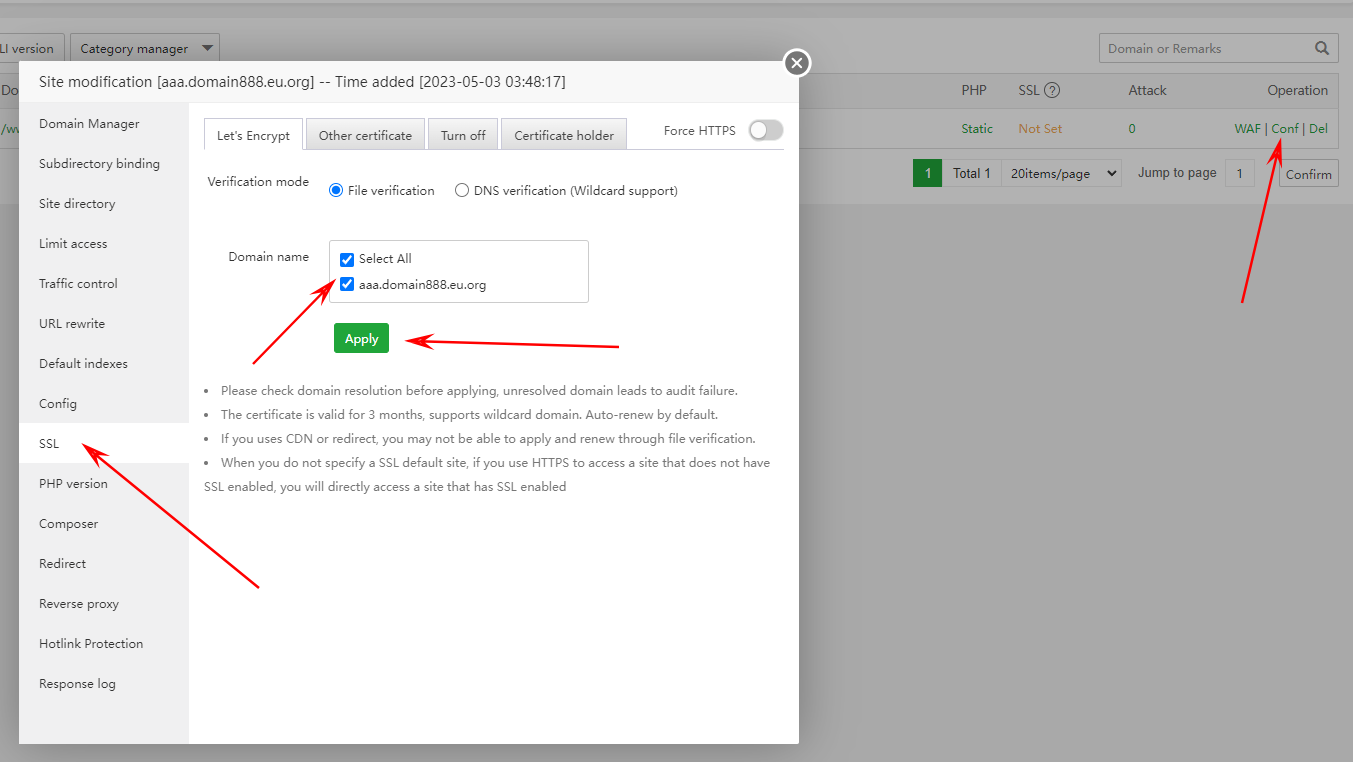 LI version
Category manager
Domain or Remarks
Site modification [aaa.domain888.eu.org] -- Time added [2023-05-03 03:48:17]
Do
PHP
SSL ?
Attack
Operation
Static
Not Set
0
WAF | Conf | Del
1
Total 1
20items/page
Jump to page
1
Confirm
Domain Manager
Subdirectory binding
Site directory
Limit access
Traffic control
URL rewrite
Default indexes
Config
SSL
PHP version
Composer
Redirect
Reverse proxy
Hotlink Protection
Response log
Let's Encrypt
Other certificate
Turn off
Certificate holder
Force HTTPS
Verification mode
File verification
DNS verification (Wildcard support)
Domain name
Select All
aaa.domain888.eu.org
Apply
• Please check domain resolution before applying, unresolved domain leads to audit failure.
• The certificate is valid for 3 months, supports wildcard domain. Auto-renew by default.
• If you uses CDN or redirect, you may not be able to apply and renew through file verification.
• When you do not specify a SSL default site, if you use HTTPS to access a site that does not have
SSL enabled, you will directly access a site that has SSL enabled